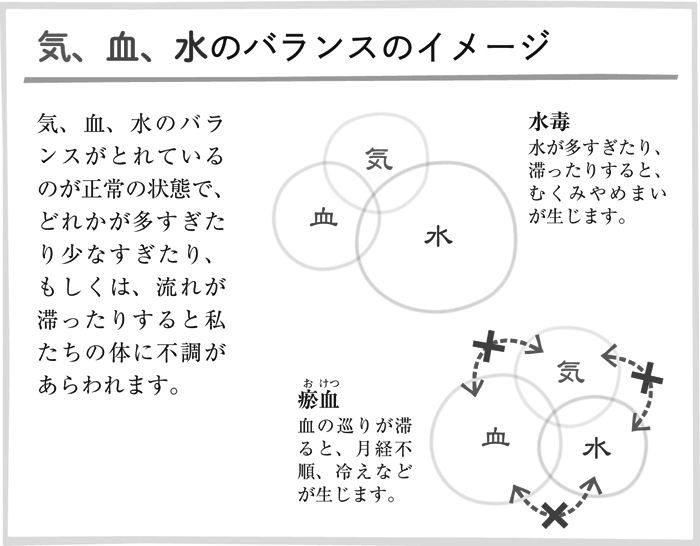 気、血、水のバランスのイメージ
気、血、水のバラ
ンスがとれている
のが正常の状態で、
どれかが多すぎた
り少なすぎたり、
もしくは、流れが
滞ったりすると私
たちの体に不調が
あらわれます。
気
血
水
水毒
水が多すぎたり、
滞ったりすると、
むくみやめまい
が生じます。
おけつ
瘀血
血の巡りが滞
ると、月経不
順、冷えなど
が生じます。
気
血
水